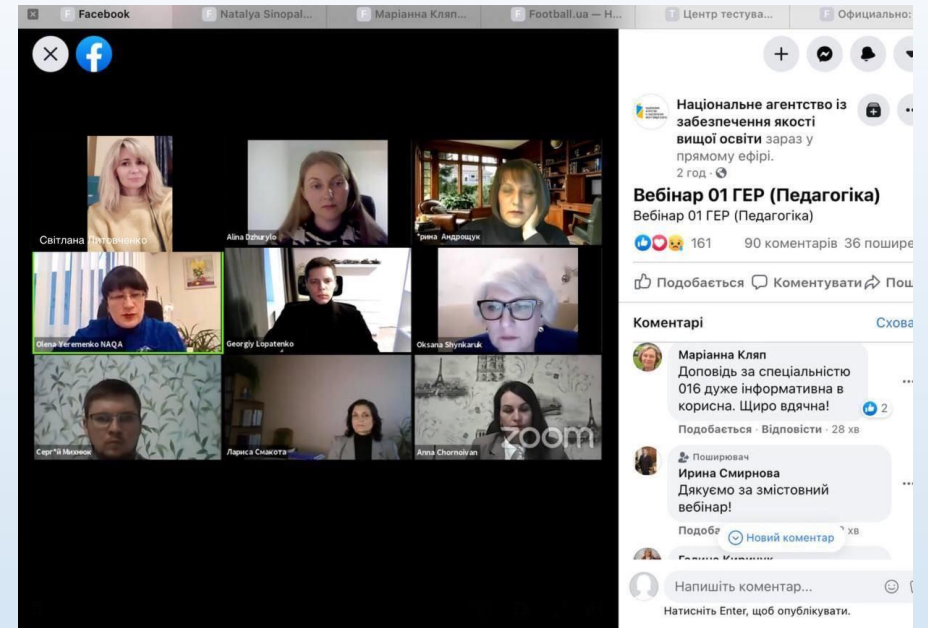 Facebook
Natalya Sinopal...
Маріанна Кляп...
Football.ua — Н...
Центр тестува...
Официально:
Національне агентство із
забезпечення якості
вищої освіти зараз у
прямому ефірі.
2 год ·
Вебінар 01 ГЕР (Педагогіка)
Вебінар 01 ГЕР (Педагогіка)
161 90 коментарів 36 пошире
Подобається Коментувати Пош
Коментарі Схова
Маріанна Кляп
Доповідь за спеціальністю
016 дуже інформативна в
корисна. Щиро вдячна!
2
Подобається · Відповісти · 28 хв
Поширювач
Ирина Смирнова
Дякуємо за змістовний
вебінар!
Подоба хв
Новий коментар
Напишіть коментар...
Натисніть Enter, щоб опублікувати.
Світлана Литовченко
Alina Dzhurylo
*рина Андрощук
Olena Yeremenko NAQA
Georgiy Lopatenko
Oksana Shynkaruk
Серг*й Михнюк
Лариса Смакота
Anna Chornoivan
zoom